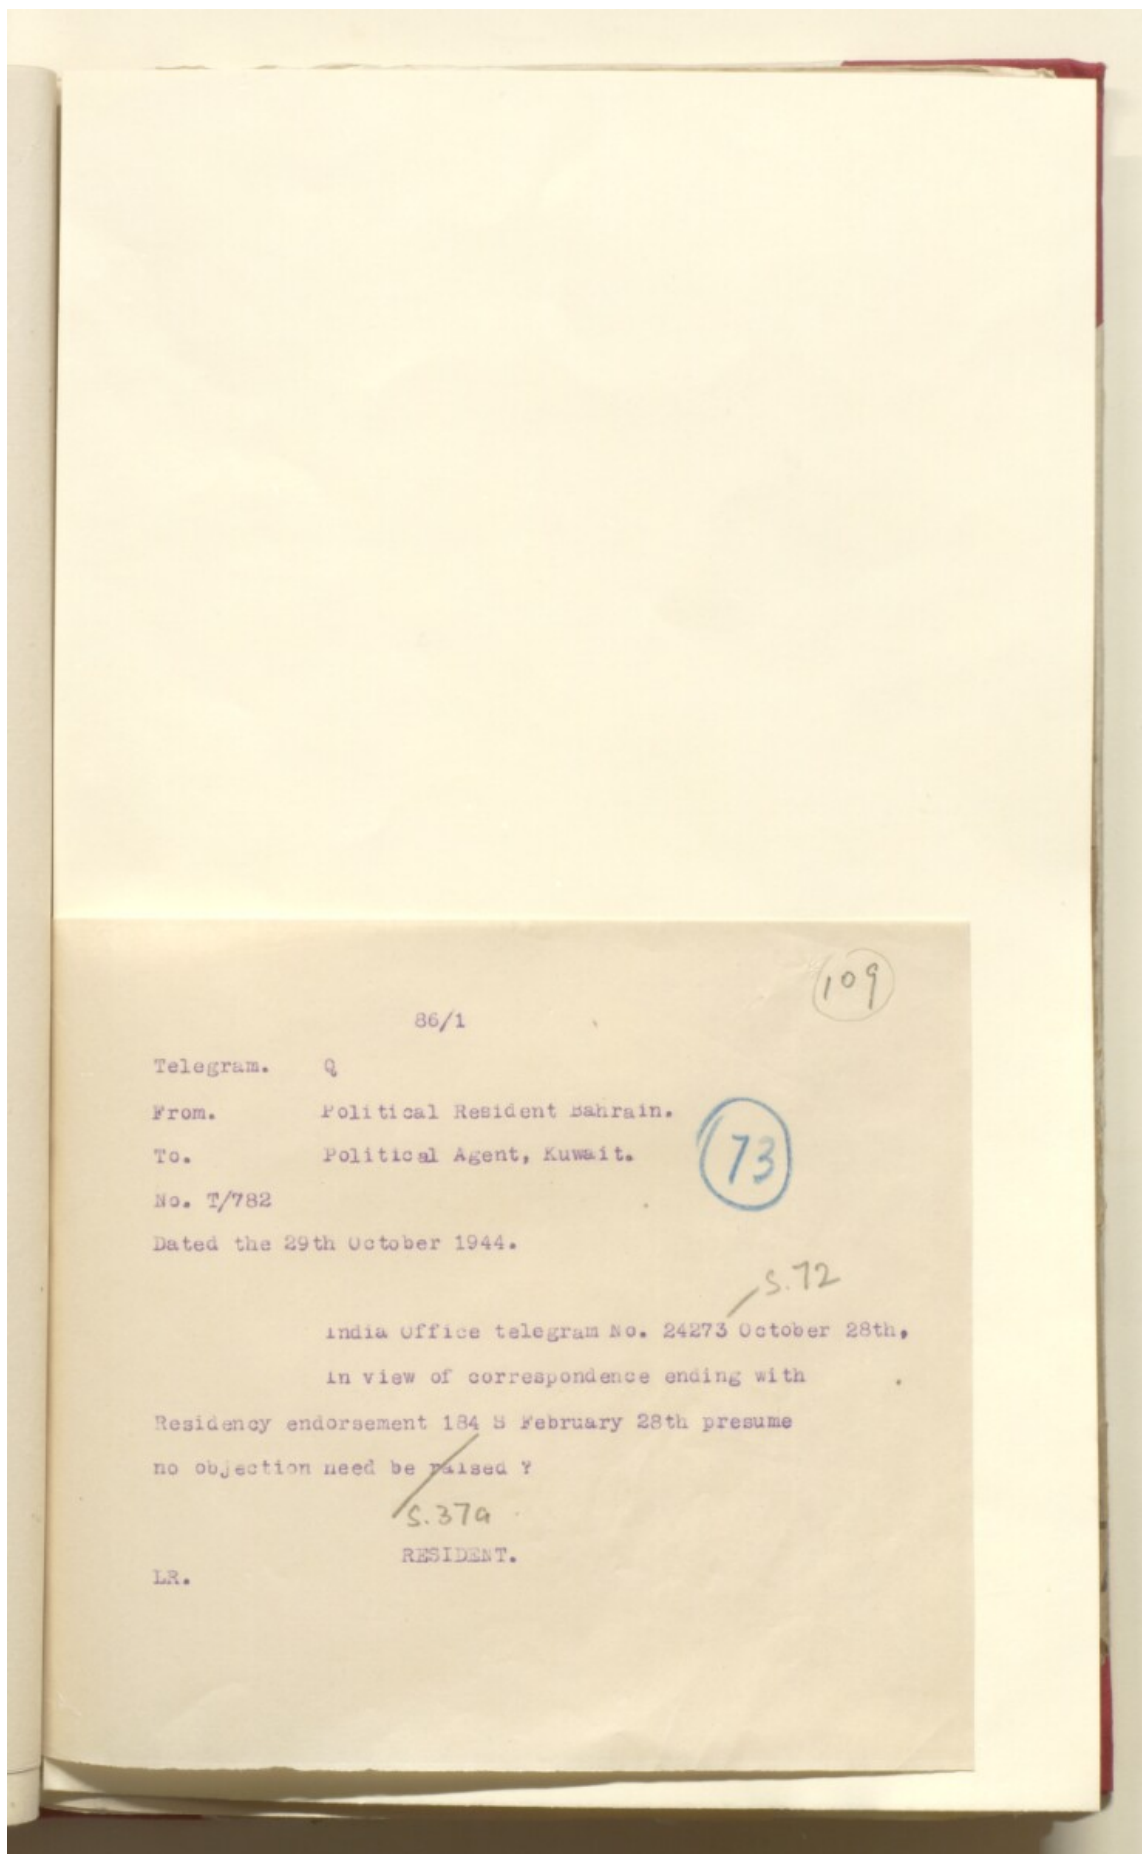 109
86/1
Telegram. Q
From. Political Resident Bahrain.
73
To. Political Agent, Kuwait.
No. T/782
Dated the 29th October 1944.
S.72
India Office telegram No. 24273 October 28th,
in view of correspondence ending with
Residency endorsement 184 S February 28th presume
no objection need be raised ?
S.37a
RESIDENT.
LR.